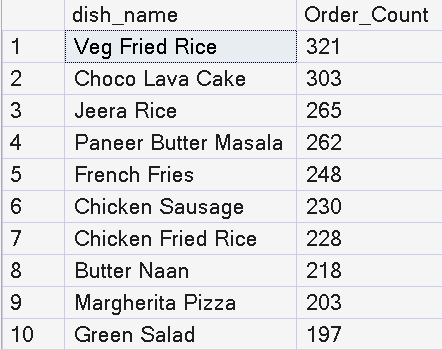 dish_name Order_Count
1 Veg Fried Rice 321
2 Choco Lava Cake 303
3 Jeera Rice 265
4 Paneer Butter Masala 262
5 French Fries 248
6 Chicken Sausage 230
7 Chicken Fried Rice 228
8 Butter Naan 218
9 Margherita Pizza 203
10 Green Salad 197